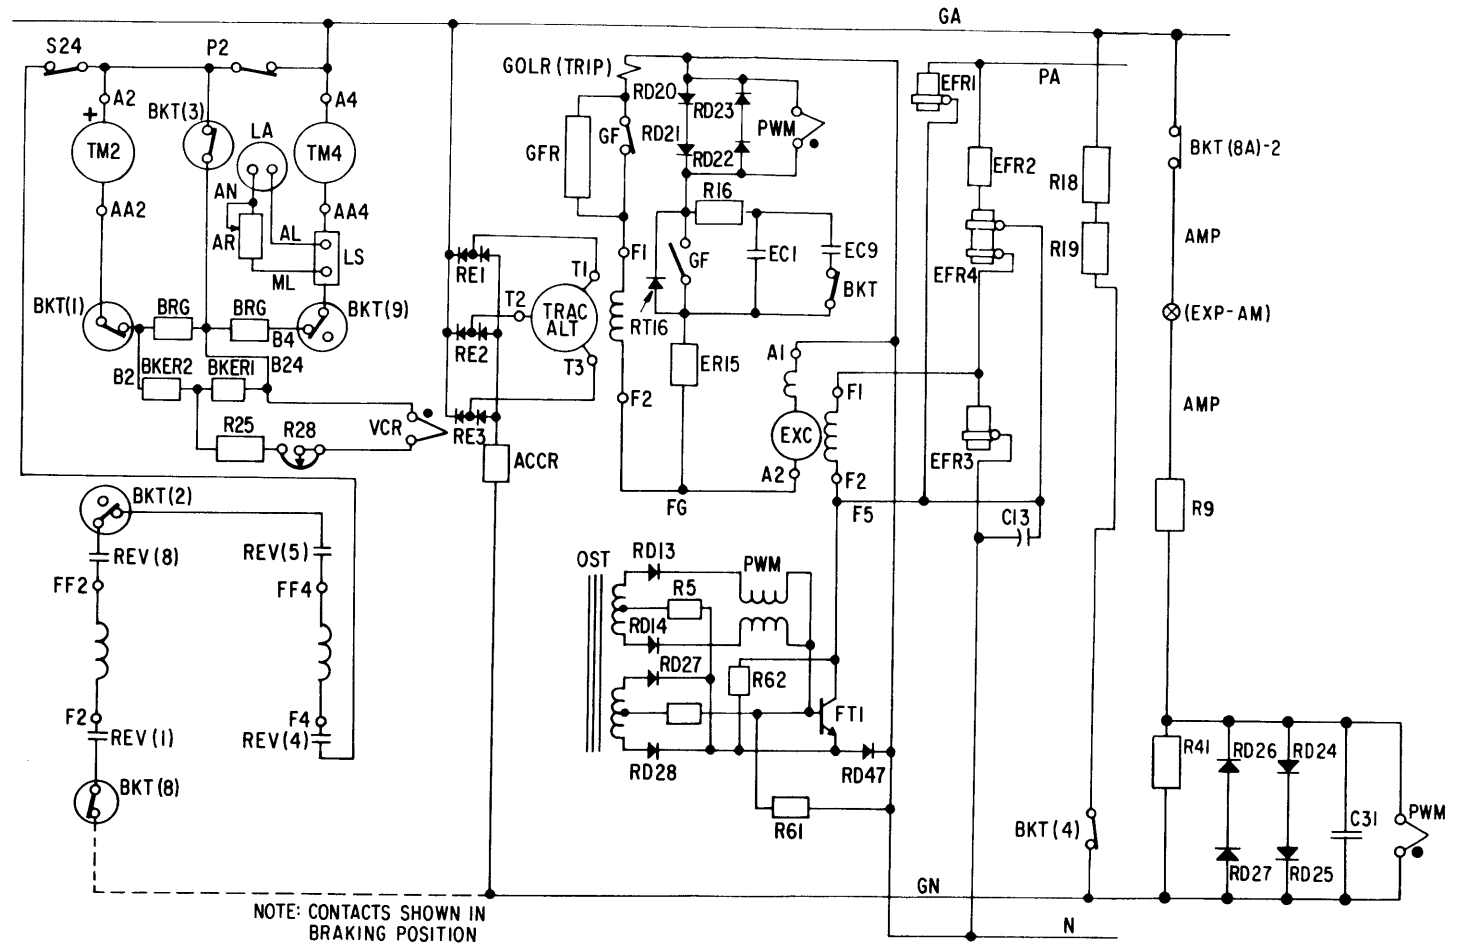 GA
S24
P2
GOLR (TRIP)
PA
EFR1
A2
+
TM2
BKT(3)
LA
A4
TM4
GFR
GF
RD20
RD21
RD23
RD22
PWM
EFR2
R18
BKT (8A)-2
AN
AR
AL
ML
LS
AA2
AA4
R16
R19
AMP
F1
GF
EC1
EC9
BKT
EFR4
RE1
T1
T2
TRAC
ALT
T3
RE2
RE3
RT16
BKT(1)
BRG
BRG
B4
BKT(9)
(EXP-AM)
B2
BKER2
BKER1
B24
ER15
A1
F1
F2
AMP
VCR
R25
R28
ACCR
EXC
A2
F2
EFR3
FG
F5
C13
R9
BKT(2)
REV(8)
REV(5)
FF2
FF4
OST
RD13
PWM
R5
RD14
RD27
R62
FT1
F2
REV(1)
F4
REV(4)
RD28
RD47
R61
R41
RD26
RD24
C31
PWM
RD27
RD25
BKT(8)
BKT(4)
GN
N
NOTE: CONTACTS SHOWN IN
BRAKING POSITION